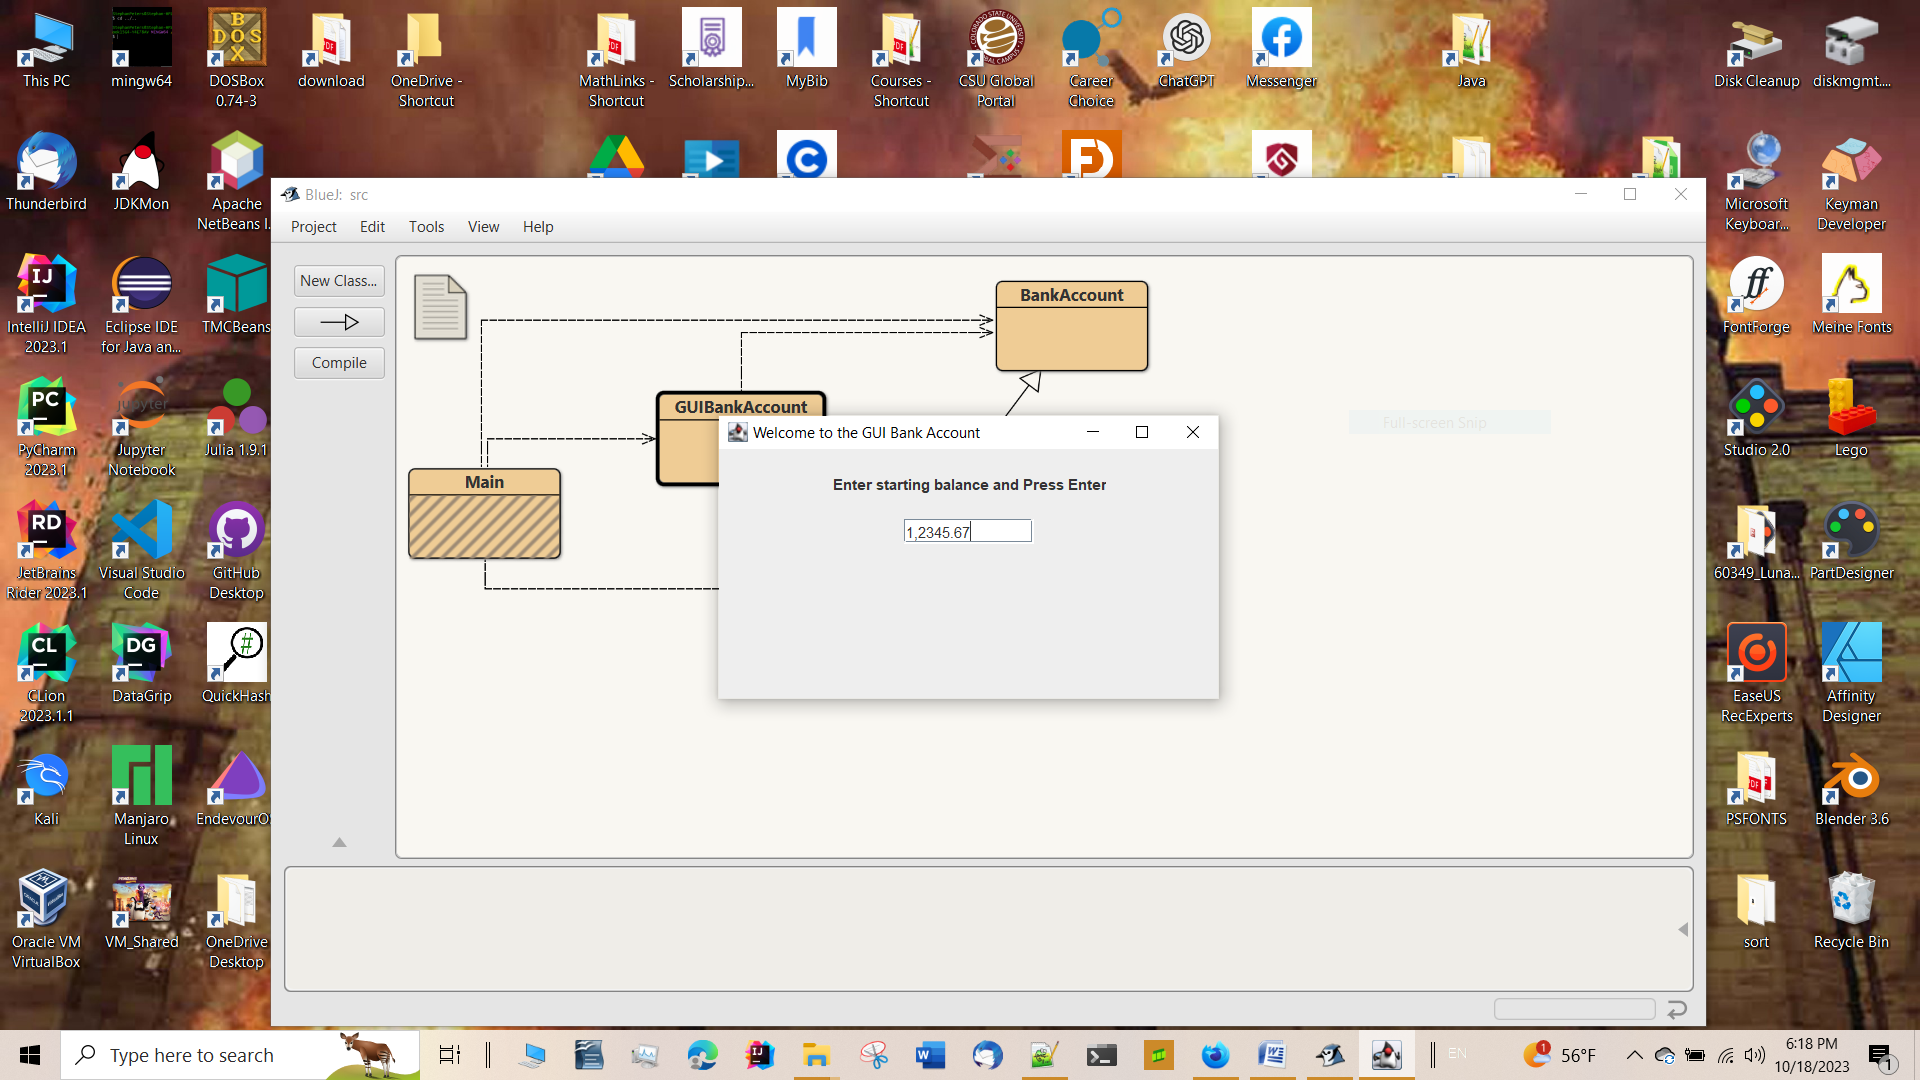 This PC
mingw64
DOSBox
0.74-3
download
OneDrive -
Shortcut
MathLinks -
Shortcut
Scholarship...
MyBib
Courses -
Shortcut
CSU Global
Portal
Career
Choice
ChatGPT
Messenger
Java
Disk Cleanup
diskmgmt....
Thunderbird
JDKMon
Apache
NetBeans I.
Microsoft
Keyboar...
Keyman
Developer
BlueJ: src
Project Edit Tools View Help
New Class...
Compile
BankAccount
GUIBankAccount
Main
Welcome to the GUI Bank Account
Enter starting balance and Press Enter
1,2345.67
Full-screen Snip
IntelliJ IDEA
2023.1
Eclipse IDE
for Java an...
TMCBeans
FontForge
Meine Fonts
PyCharm
2023.1
Jupyter
Notebook
Julia 1.9.1
Studio 2.0
Lego
JetBrains
Rider 2023.1
Visual Studio
Code
GitHub
Desktop
60349_Luna...
PartDesigner
CLion
2023.1.1
DataGrip
QuickHash
EaseUS
RecExperts
Affinity
Designer
Kali
Manjaro
Linux
EndevourO
PSFONTS
Blender 3.6
Oracle VM
VirtualBox
VM_Shared
OneDrive
Desktop
sort
Recycle Bin
Type here to search
EN
1
56°F
6:18 PM
10/18/2023
1